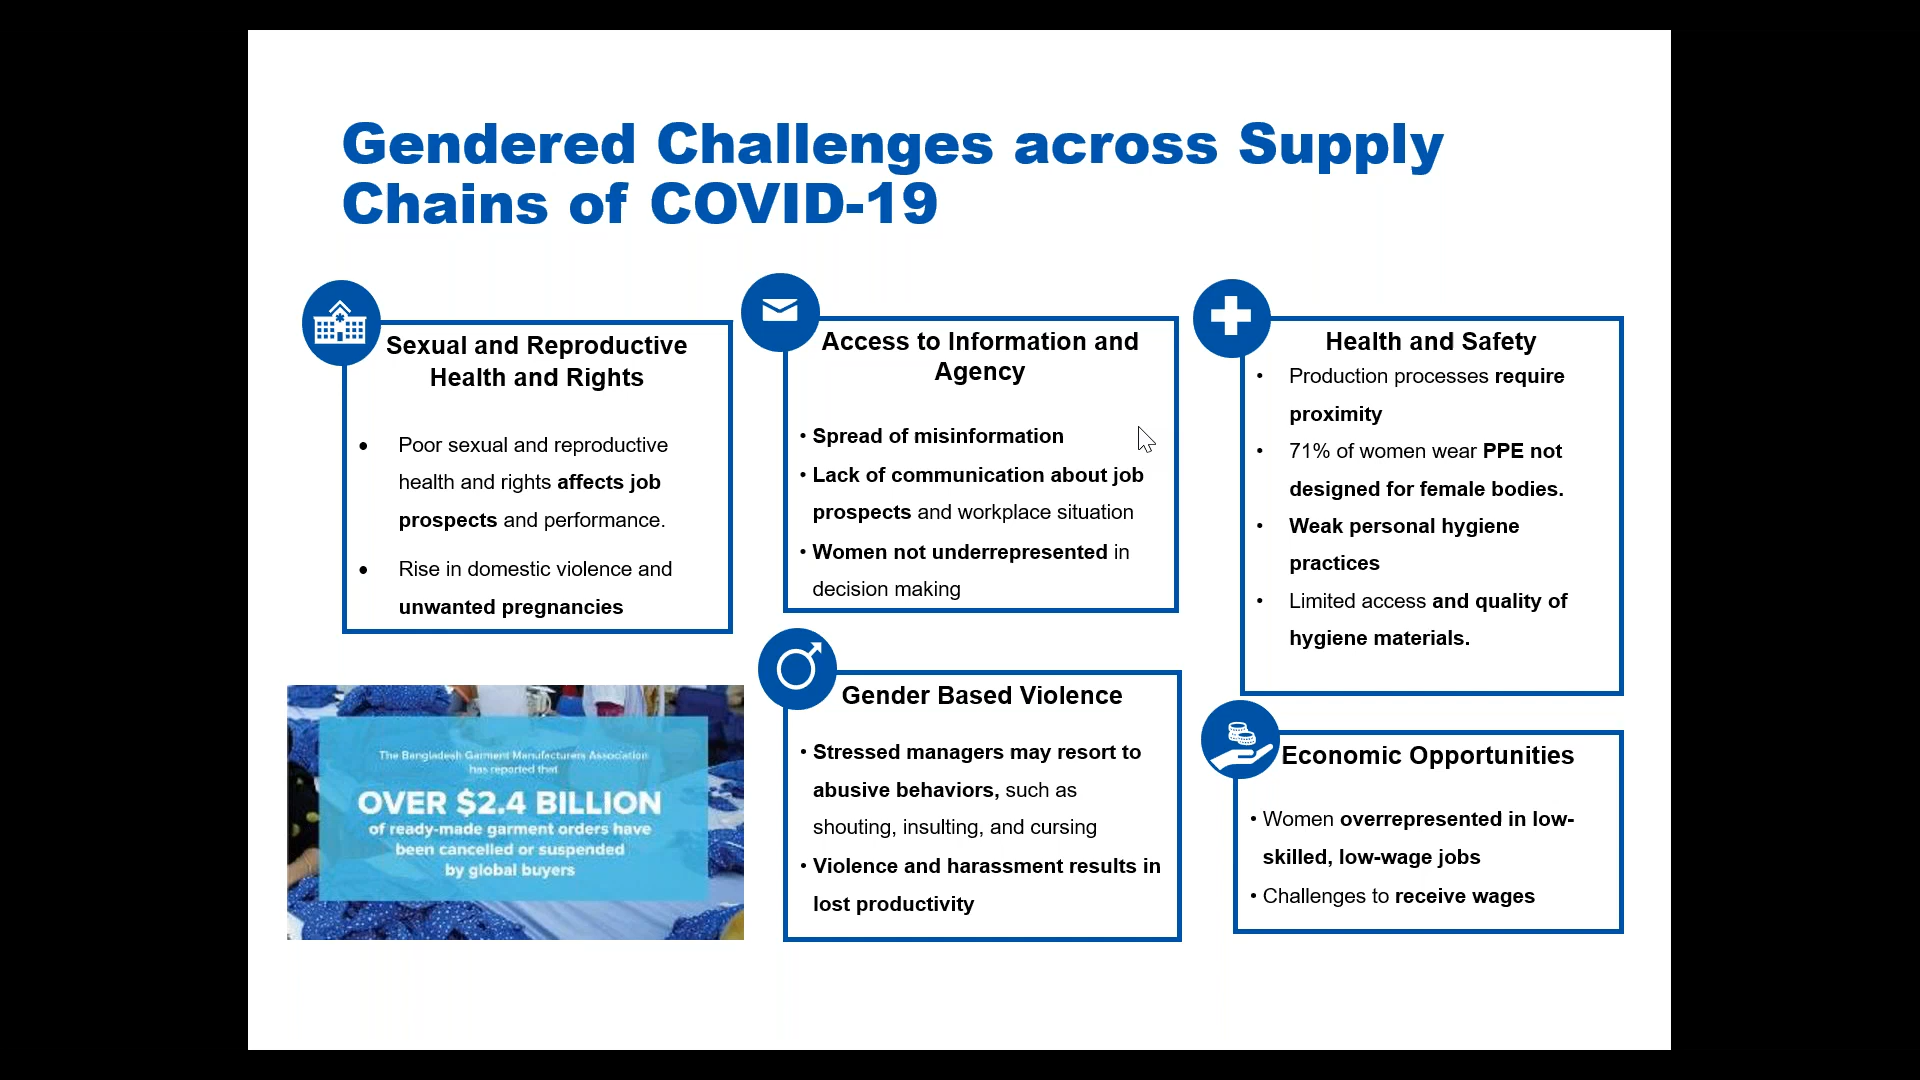 Gendered Challenges across Supply
Chains of COVID-19
Sexual and Reproductive
Health and Rights
• Poor sexual and reproductive
health and rights affects job
prospects and performance.
• Rise in domestic violence and
unwanted pregnancies
Access to Information and
Agency
• Spread of misinformation
• Lack of communication about job
prospects and workplace situation
• Women not underrepresented in
decision making
Health and Safety
• Production processes require
proximity
• 71% of women wear PPE not
designed for female bodies.
• Weak personal hygiene
practices
• Limited access and quality of
hygiene materials.
The Bangladesh Garment Manufacturers Association
has reported that
OVER $2.4 BILLION
of ready-made garment orders have
been cancelled or suspended
by global buyers
Gender Based Violence
• Stressed managers may resort to
abusive behaviors, such as
shouting, insulting, and cursing
• Violence and harassment results in
lost productivity
Economic Opportunities
• Women overrepresented in low-
skilled, low-wage jobs
• Challenges to receive wages